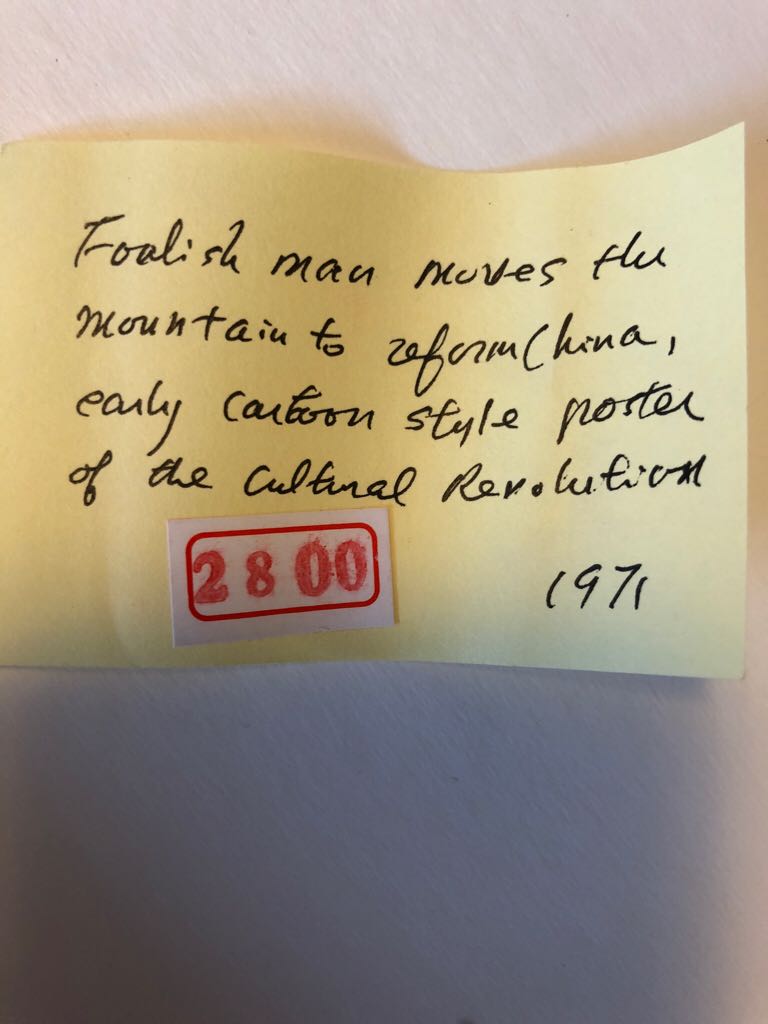 Foolish man moves the
mountain to reform China,
early cartoon style poster
of the Cultural Revolution
2800
1971